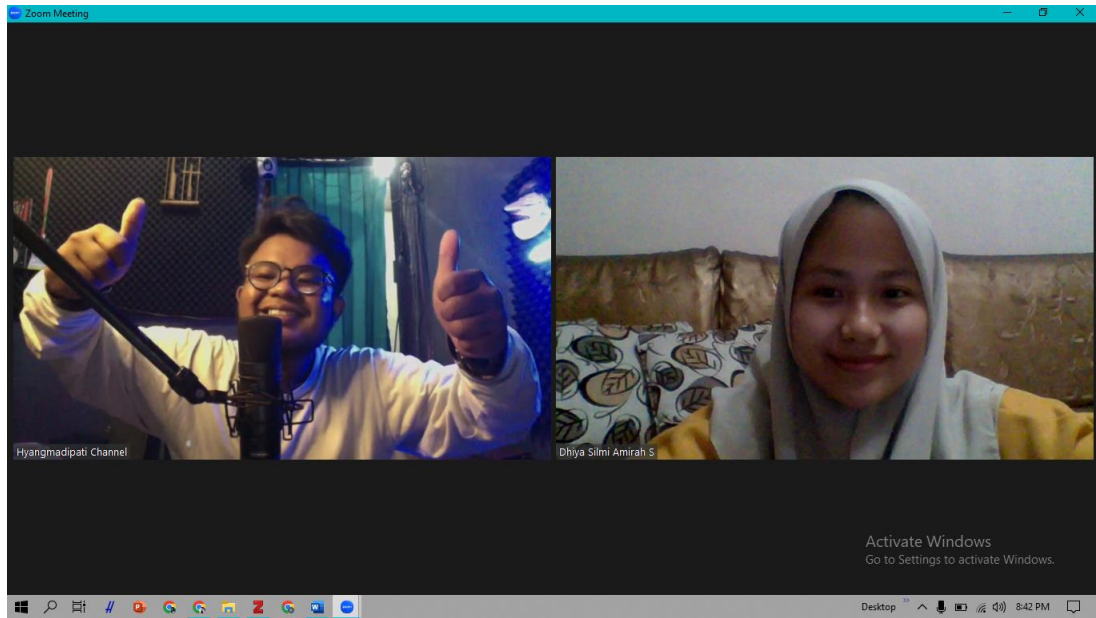 Zoom Meeting
Hyangmadipati Channel
Dhiya Silmi Amirah S
Activate Windows
Go to Settings to activate Windows.
Desktop
8:42 PM